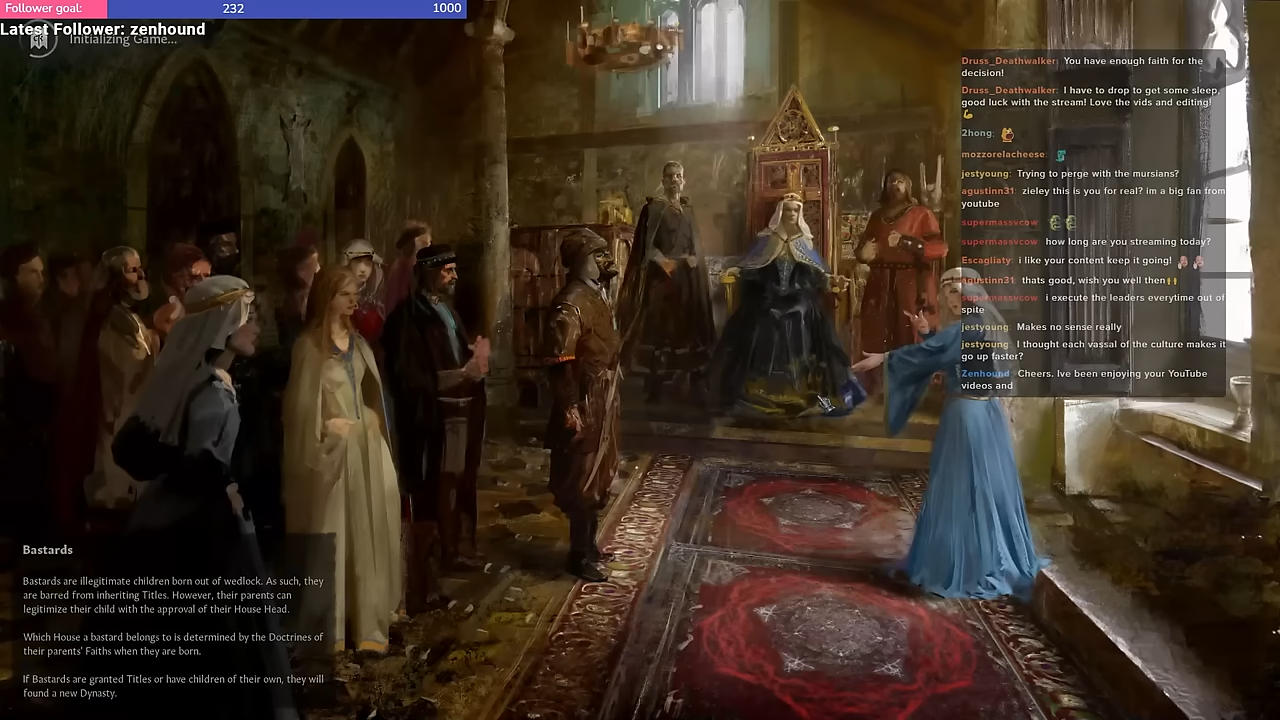 Follower goal: 232 1000
Latest Follower: zenhound
Initializing Game...
Druss_Deathwalker: You have enough faith for the
decision!
Druss_Deathwalker: I have to drop to get some sleep,
good luck with the stream! Love the vids and editing!
2hong:
mozzorelacheese:
jestyoung: Trying to perge with the mursians?
agustinn31: zieley this is you for real? im a big fan from
youtube
supermassvcow
supermassvcow how long are you streaming today?
Escagliaty: i like your content keep it going!
agustinn31: thats good, wish you well then
supermassvcow i execute the leaders everytime out of
spite
jestyoung: Makes no sense really
jestyoung: I thought each vassal of the culture makes it
go up faster?
Zenhound Cheers. Ive been enjoying your YouTube
videos and
Bastards
Bastards are illegitimate children born out of wedlock. As such, they
are barred from inheriting Titles. However, their parents can
legitimize their child with the approval of their House Head.
Which House a bastard belongs to is determined by the Doctrines of
their parents' Faiths when they are born.
If Bastards are granted Titles or have children of their own, they will
found a new Dynasty.